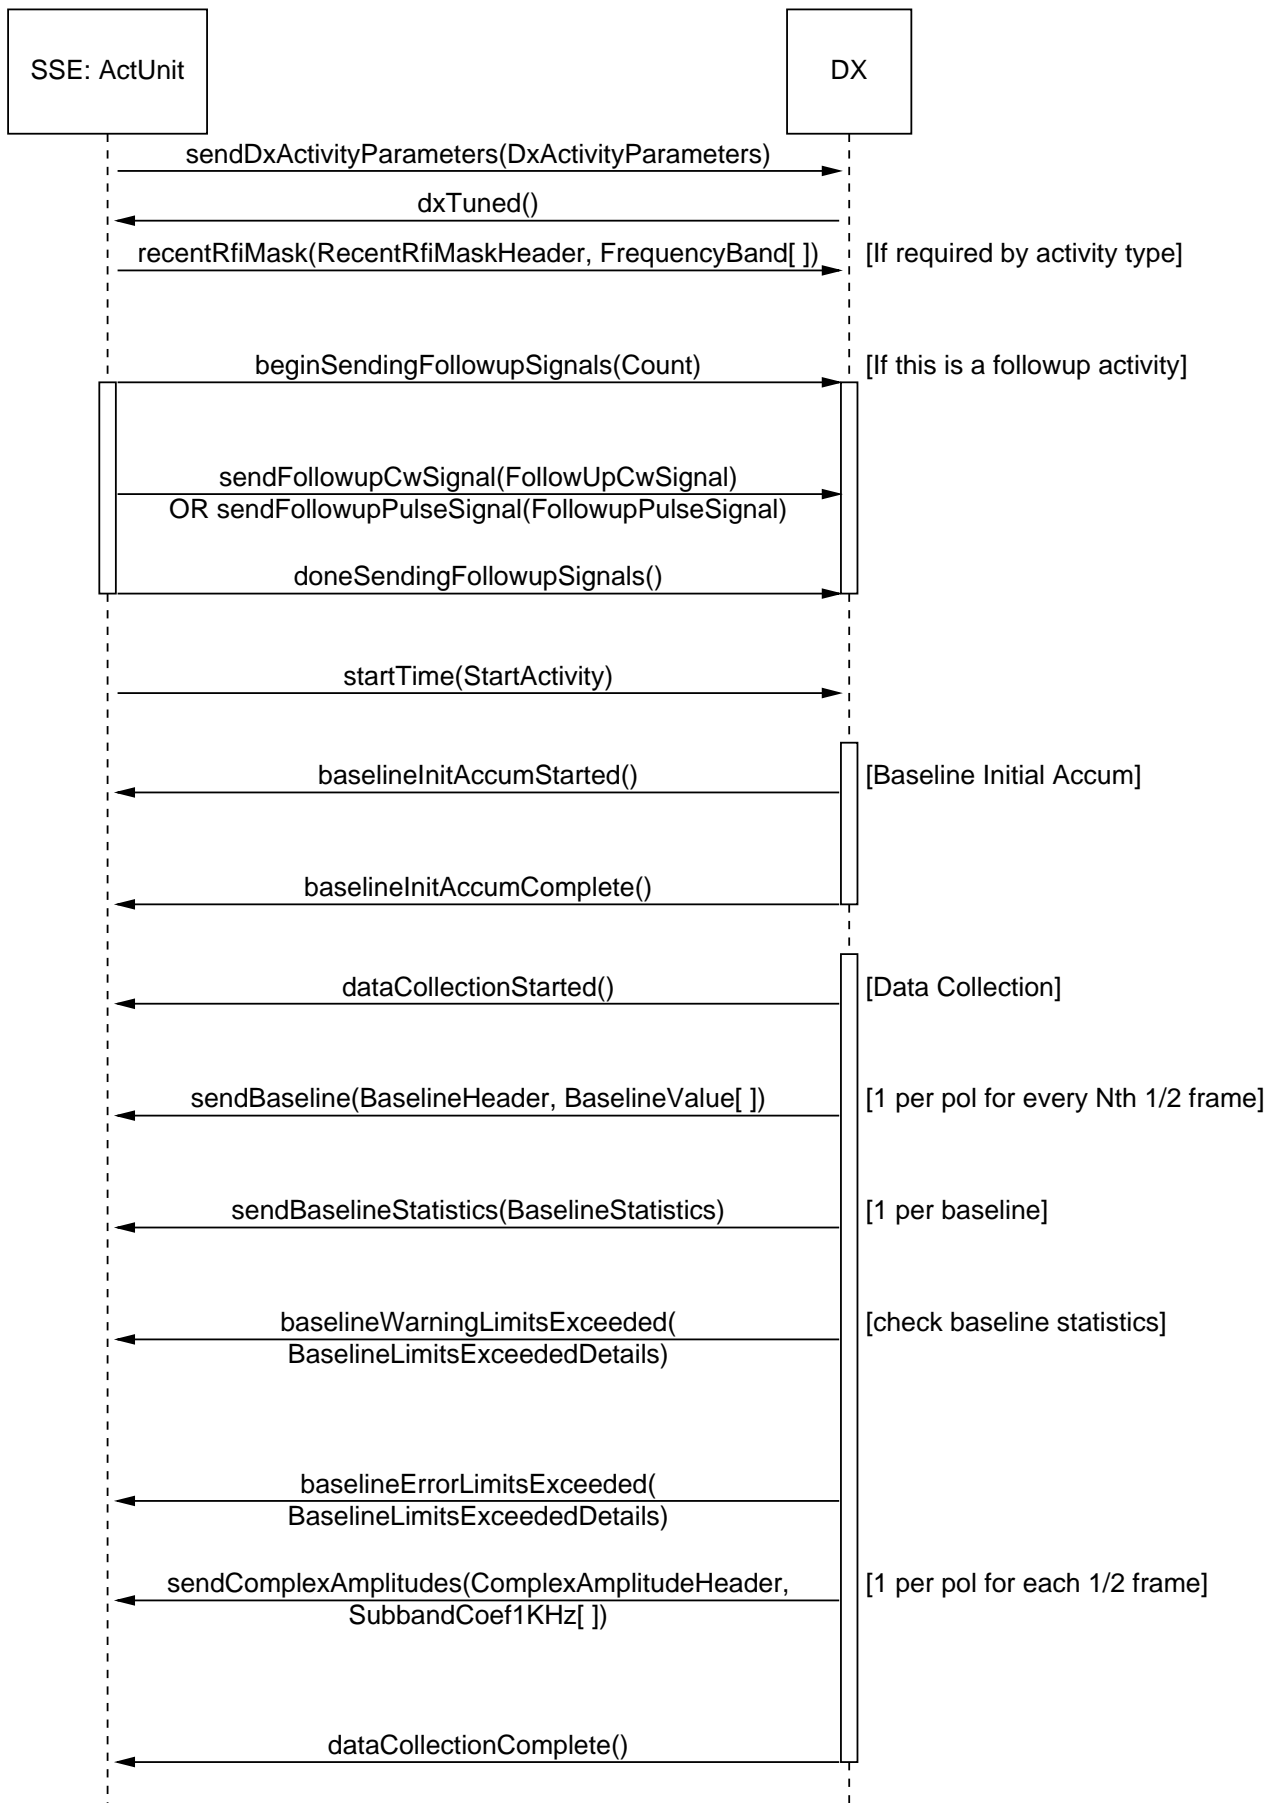 SSE: ActUnit
DX
sendDxActivityParameters(DxActivityParameters)
dxTuned()
recentRfiMask(RecentRfiMaskHeader, FrequencyBand[ ])
[If required by activity type]
beginSendingFollowupSignals(Count)
[If this is a followup activity]
sendFollowupCwSignal(FollowUpCwSignal)
OR sendFollowupPulseSignal(FollowupPulseSignal)
doneSendingFollowupSignals()
startTime(StartActivity)
baselineInitAccumStarted()
[Baseline Initial Accum]
baselineInitAccumComplete()
dataCollectionStarted()
[Data Collection]
sendBaseline(BaselineHeader, BaselineValue[ ])
[1 per pol for every Nth 1/2 frame]
sendBaselineStatistics(BaselineStatistics)
[1 per baseline]
baselineWarningLimitsExceeded(
[check baseline statistics]
BaselineLimitsExceededDetails)
baselineErrorLimitsExceeded(
BaselineLimitsExceededDetails)
sendComplexAmplitudes(ComplexAmplitudeHeader,
[1 per pol for each 1/2 frame]
SubbandCoef1KHz[ ])
dataCollectionComplete()